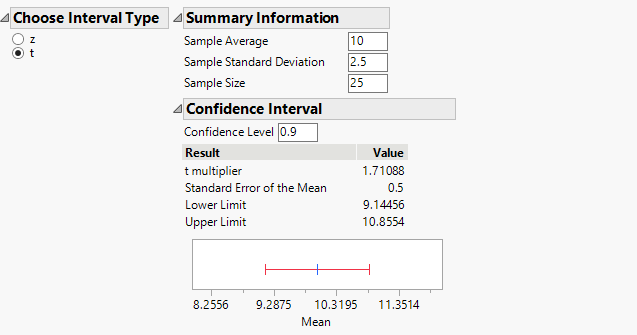 Choose Interval Type
z
t
Summary Information
Sample Average 10
Sample Standard Deviation 2.5
Sample Size 25
Confidence Interval
Confidence Level 0.9
Result Value
t multiplier 1.71088
Standard Error of the Mean 0.5
Lower Limit 9.14456
Upper Limit 10.8554
8.2556 9.2875 10.3195 11.3514
Mean